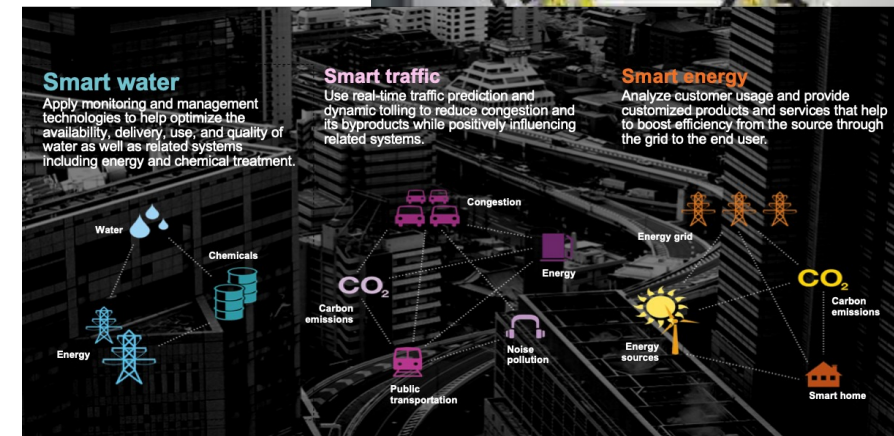 Smart water
Apply monitoring and management
technologies to help optimize the
availability, delivery, use, and quality of
water as well as related systems
including energy and chemical treatment.
Water
Chemicals
Energy
Smart traffic
Use real-time traffic prediction and
dynamic tolling to reduce congestion and
its byproducts while positively influencing
related systems.
Congestion
Energy
CO₂
Carbon
emissions
Noise
pollution
Public
transportation
Smart energy
Analyze customer usage and provide
customized products and services that help
to boost efficiency from the source through
the grid to the end user.
Energy grid
CO₂
Carbon
emissions
Energy
sources
Smart home